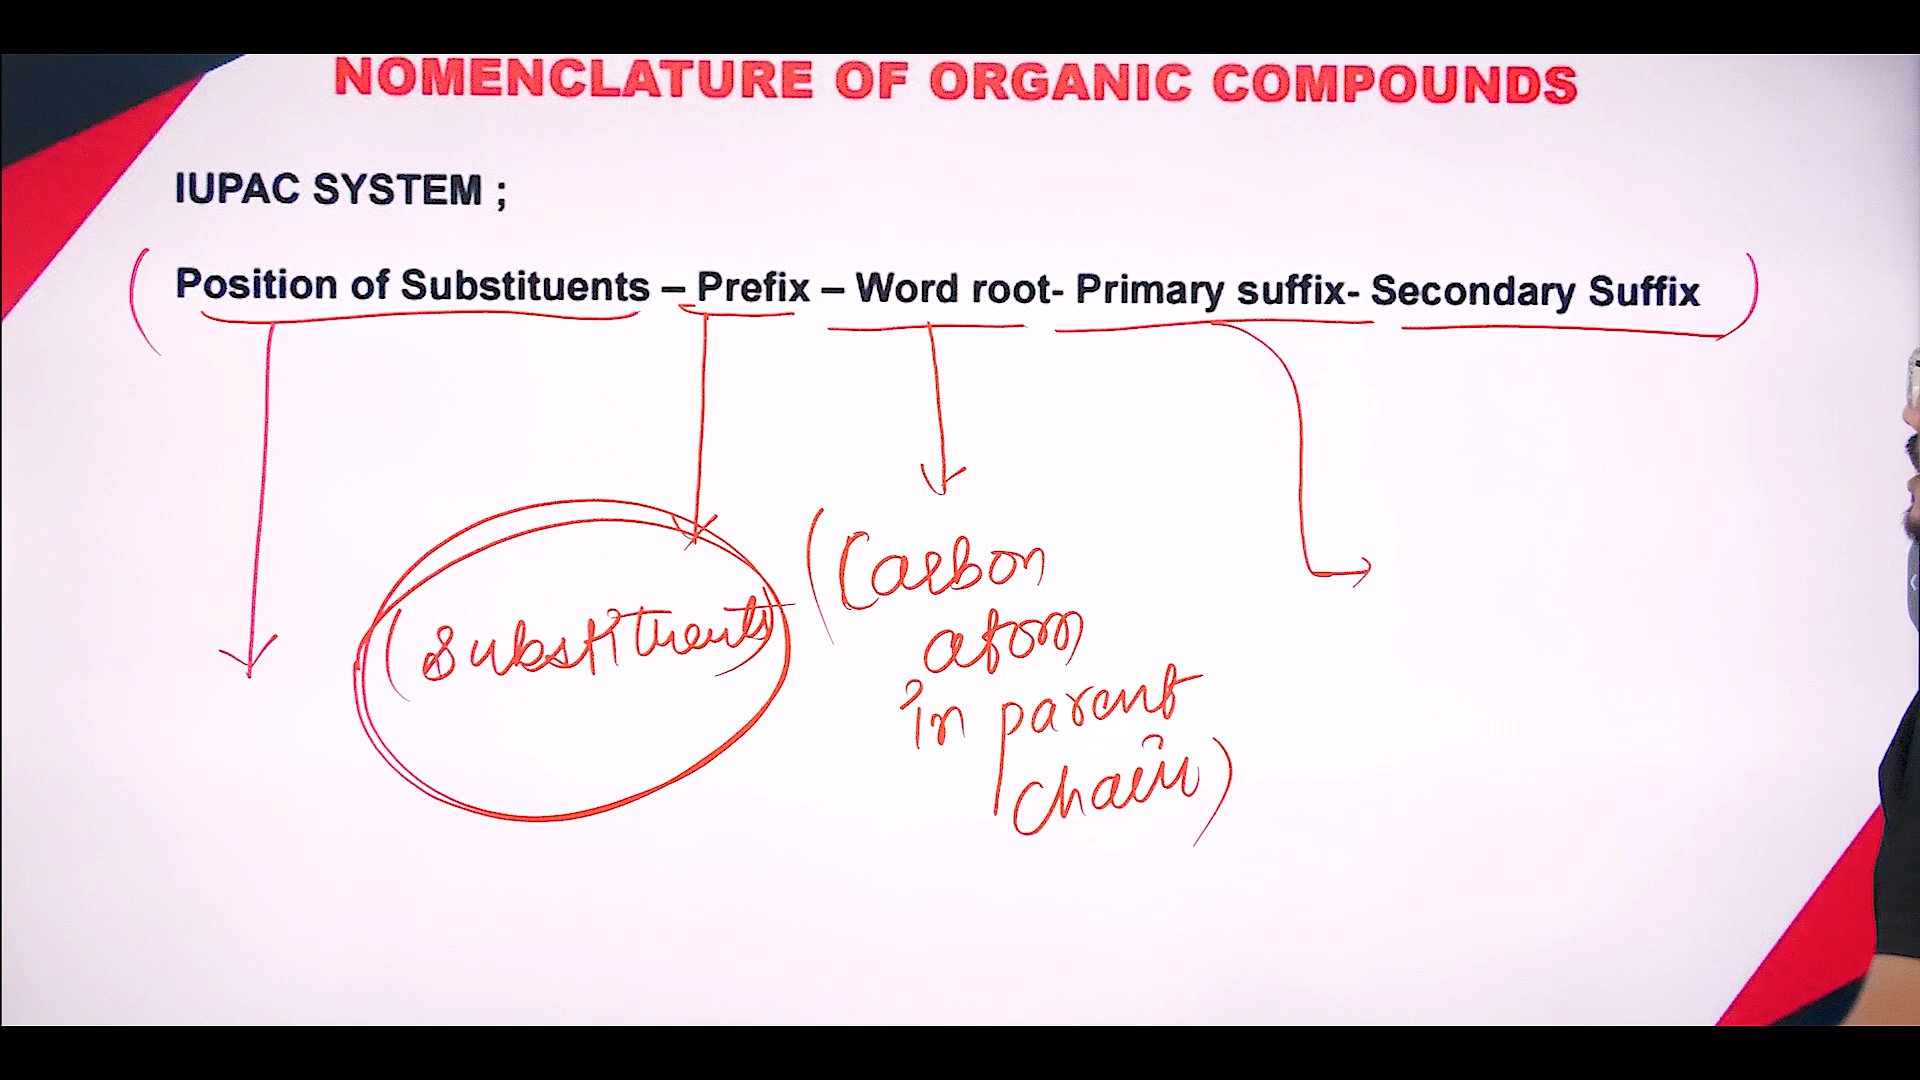 NOMENCLATURE OF ORGANIC COMPOUNDS
IUPAC SYSTEM ;
(Position of Substituents – Prefix – Word root- Primary suffix- Secondary Suffix)
(Substituents)
(Carbon
atom
in parent
chain)